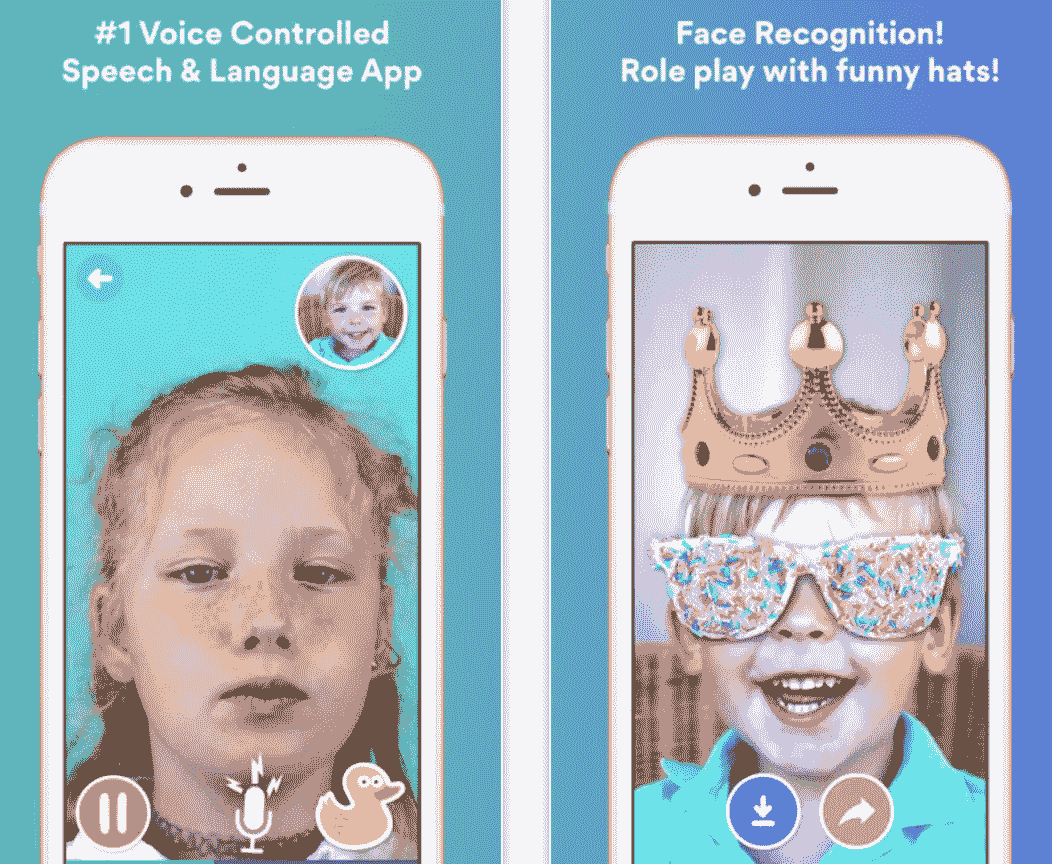 #1 Voice Controlled
Speech & Language App
Face Recognition!
Role play with funny hats!